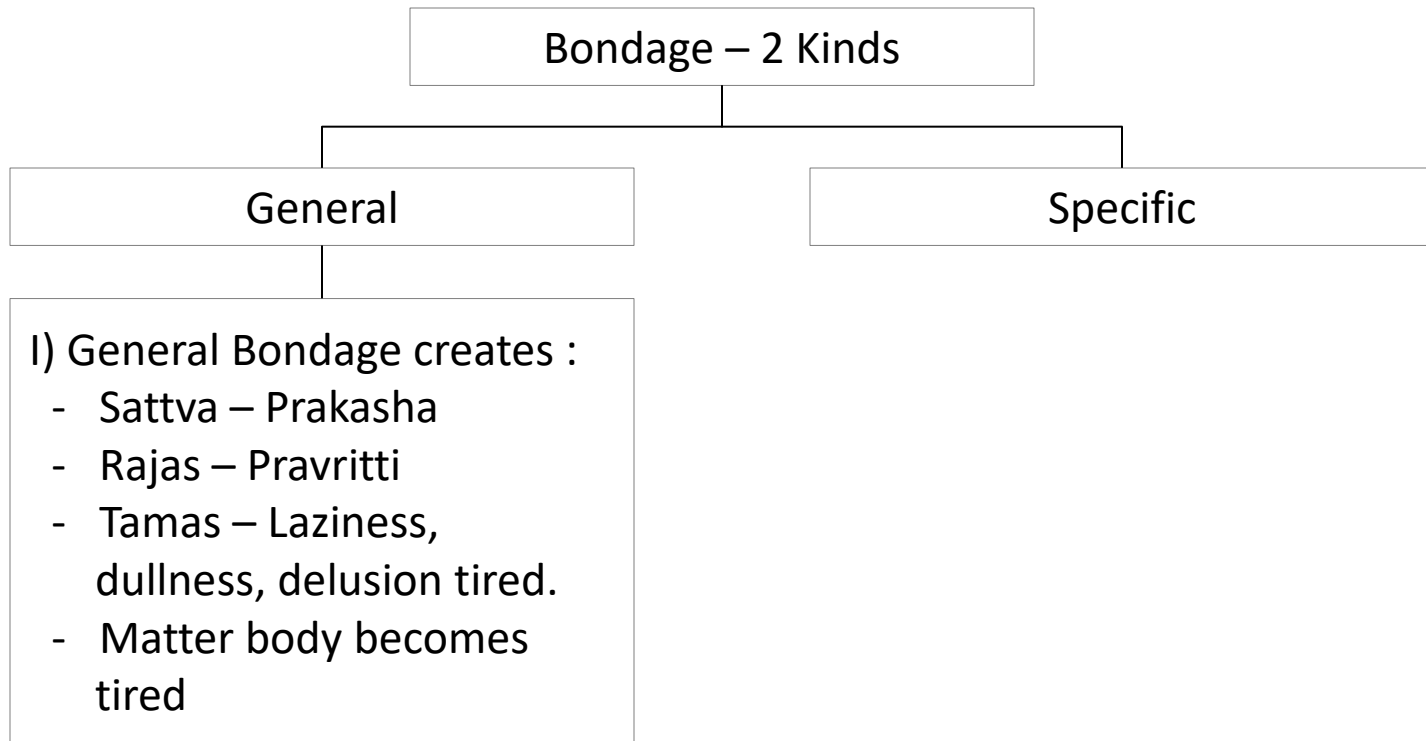 Bondage – 2 Kinds
General
Specific
I) General Bondage creates :
- Sattva – Prakasha
- Rajas – Pravritti
- Tamas – Laziness,
dullness, delusion tired.
- Matter body becomes
tired